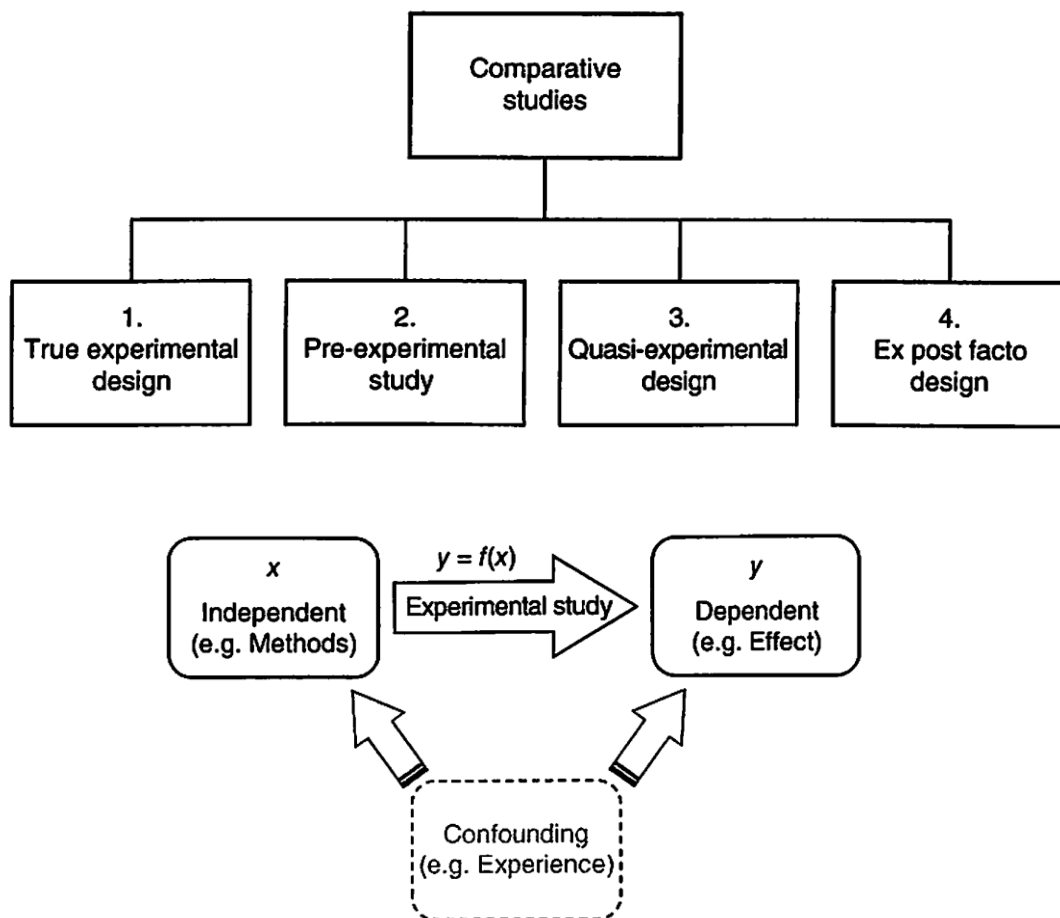 Comparative
studies
1.
True experimental
design
2.
Pre-experimental
study
3.
Quasi-experimental
design
4.
Ex post facto
design
x
Independent
(e.g. Methods)
y = f(x)
Experimental study
y
Dependent
(e.g. Effect)
Confounding
(e.g. Experience)